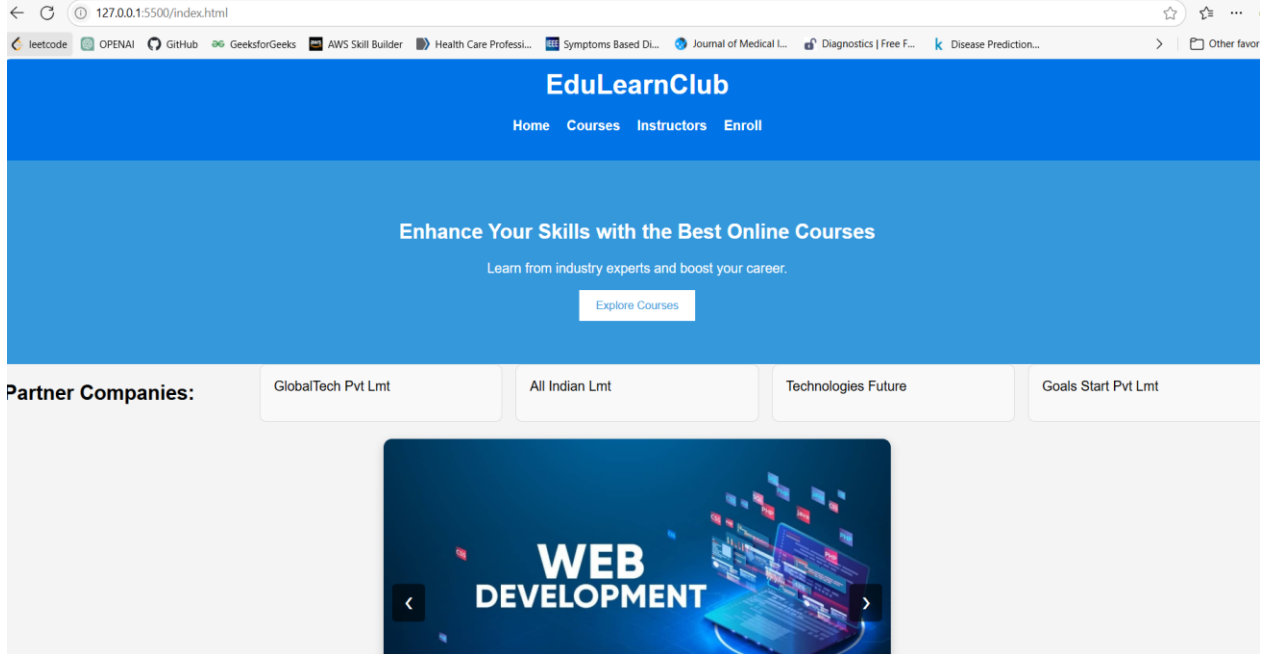 127.0.0.1:5500/index.html
leetcode OPENAI GitHub GeeksforGeeks AWS Skill Builder Health Care Professi... Symptoms Based Di... Journal of Medical I... Diagnostics | Free F... Disease Prediction... Other favor
EduLearnClub
Home Courses Instructors Enroll
Enhance Your Skills with the Best Online Courses
Learn from industry experts and boost your career.
Explore Courses
Partner Companies: GlobalTech Pvt Lmt All Indian Lmt Technologies Future Goals Start Pvt Lmt
WEB
DEVELOPMENT